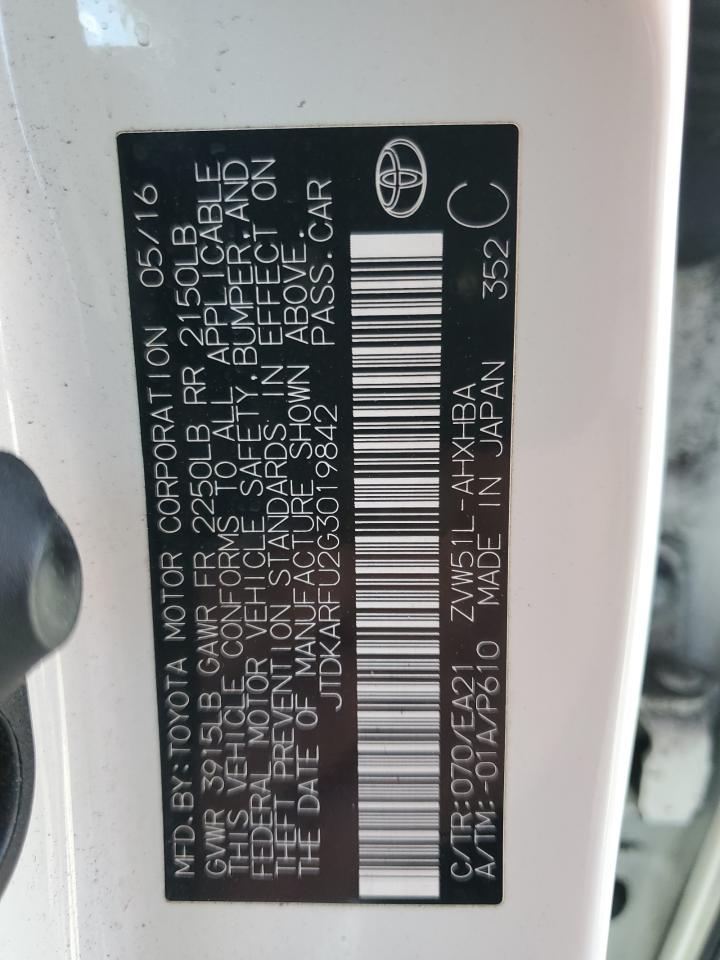 MFD.BY:TOYOTA MOTOR CORPORATION 05/16
GVWR 3915LB GAWR FR 2250LB RR 2150LB
THIS VEHICLE CONFORMS TO ALL APPLICABLE
FEDERAL MOTOR VEHICLE SAFETY,BUMPER,AND
THEFT PREVENTION STANDARDS IN EFFECT ON
THE DATE OF MANUFACTURE SHOWN ABOVE.
JTDKARFU2G3019842 PASS.CAR
C/TR:070/EA21 ZVW51L-AHXHBA 352 C
A/TM:-01A/P610 MADE IN JAPAN